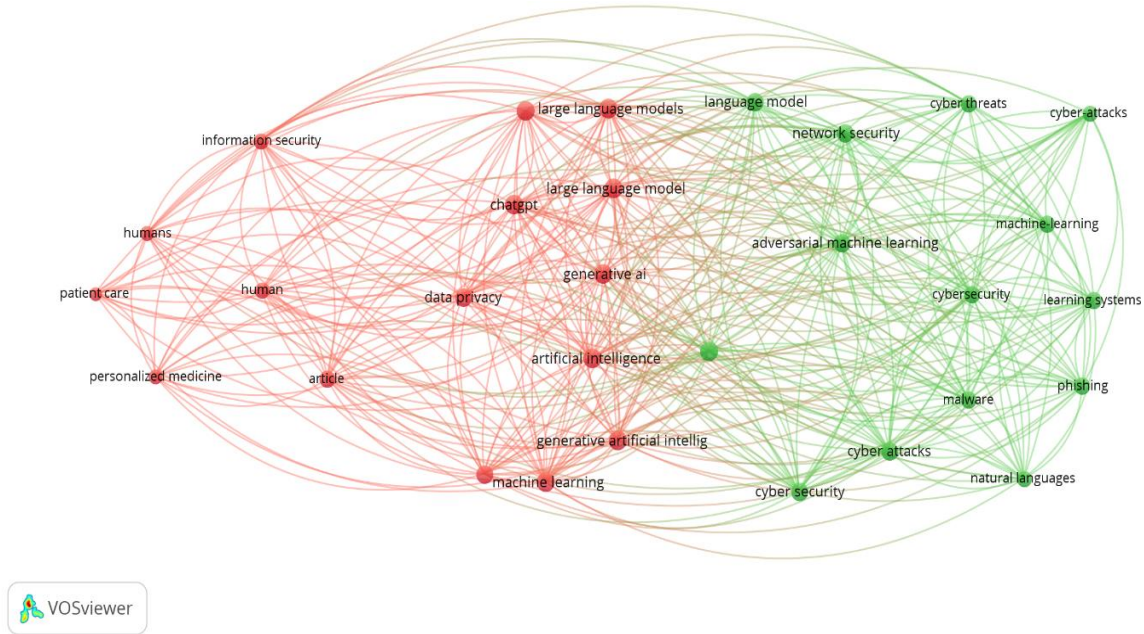 large language models
language model
cyber threats
cyber-attacks
network security
information security
large language model
chatgpt
machine-learning
humans
adversarial machine learning
generative ai
patient care
human
data privacy
cybersecurity
learning systems
artificial intelligence
personalized medicine
article
phishing
malware
generative artificial intellig
cyber attacks
machine learning
cyber security
natural languages
VOSviewer